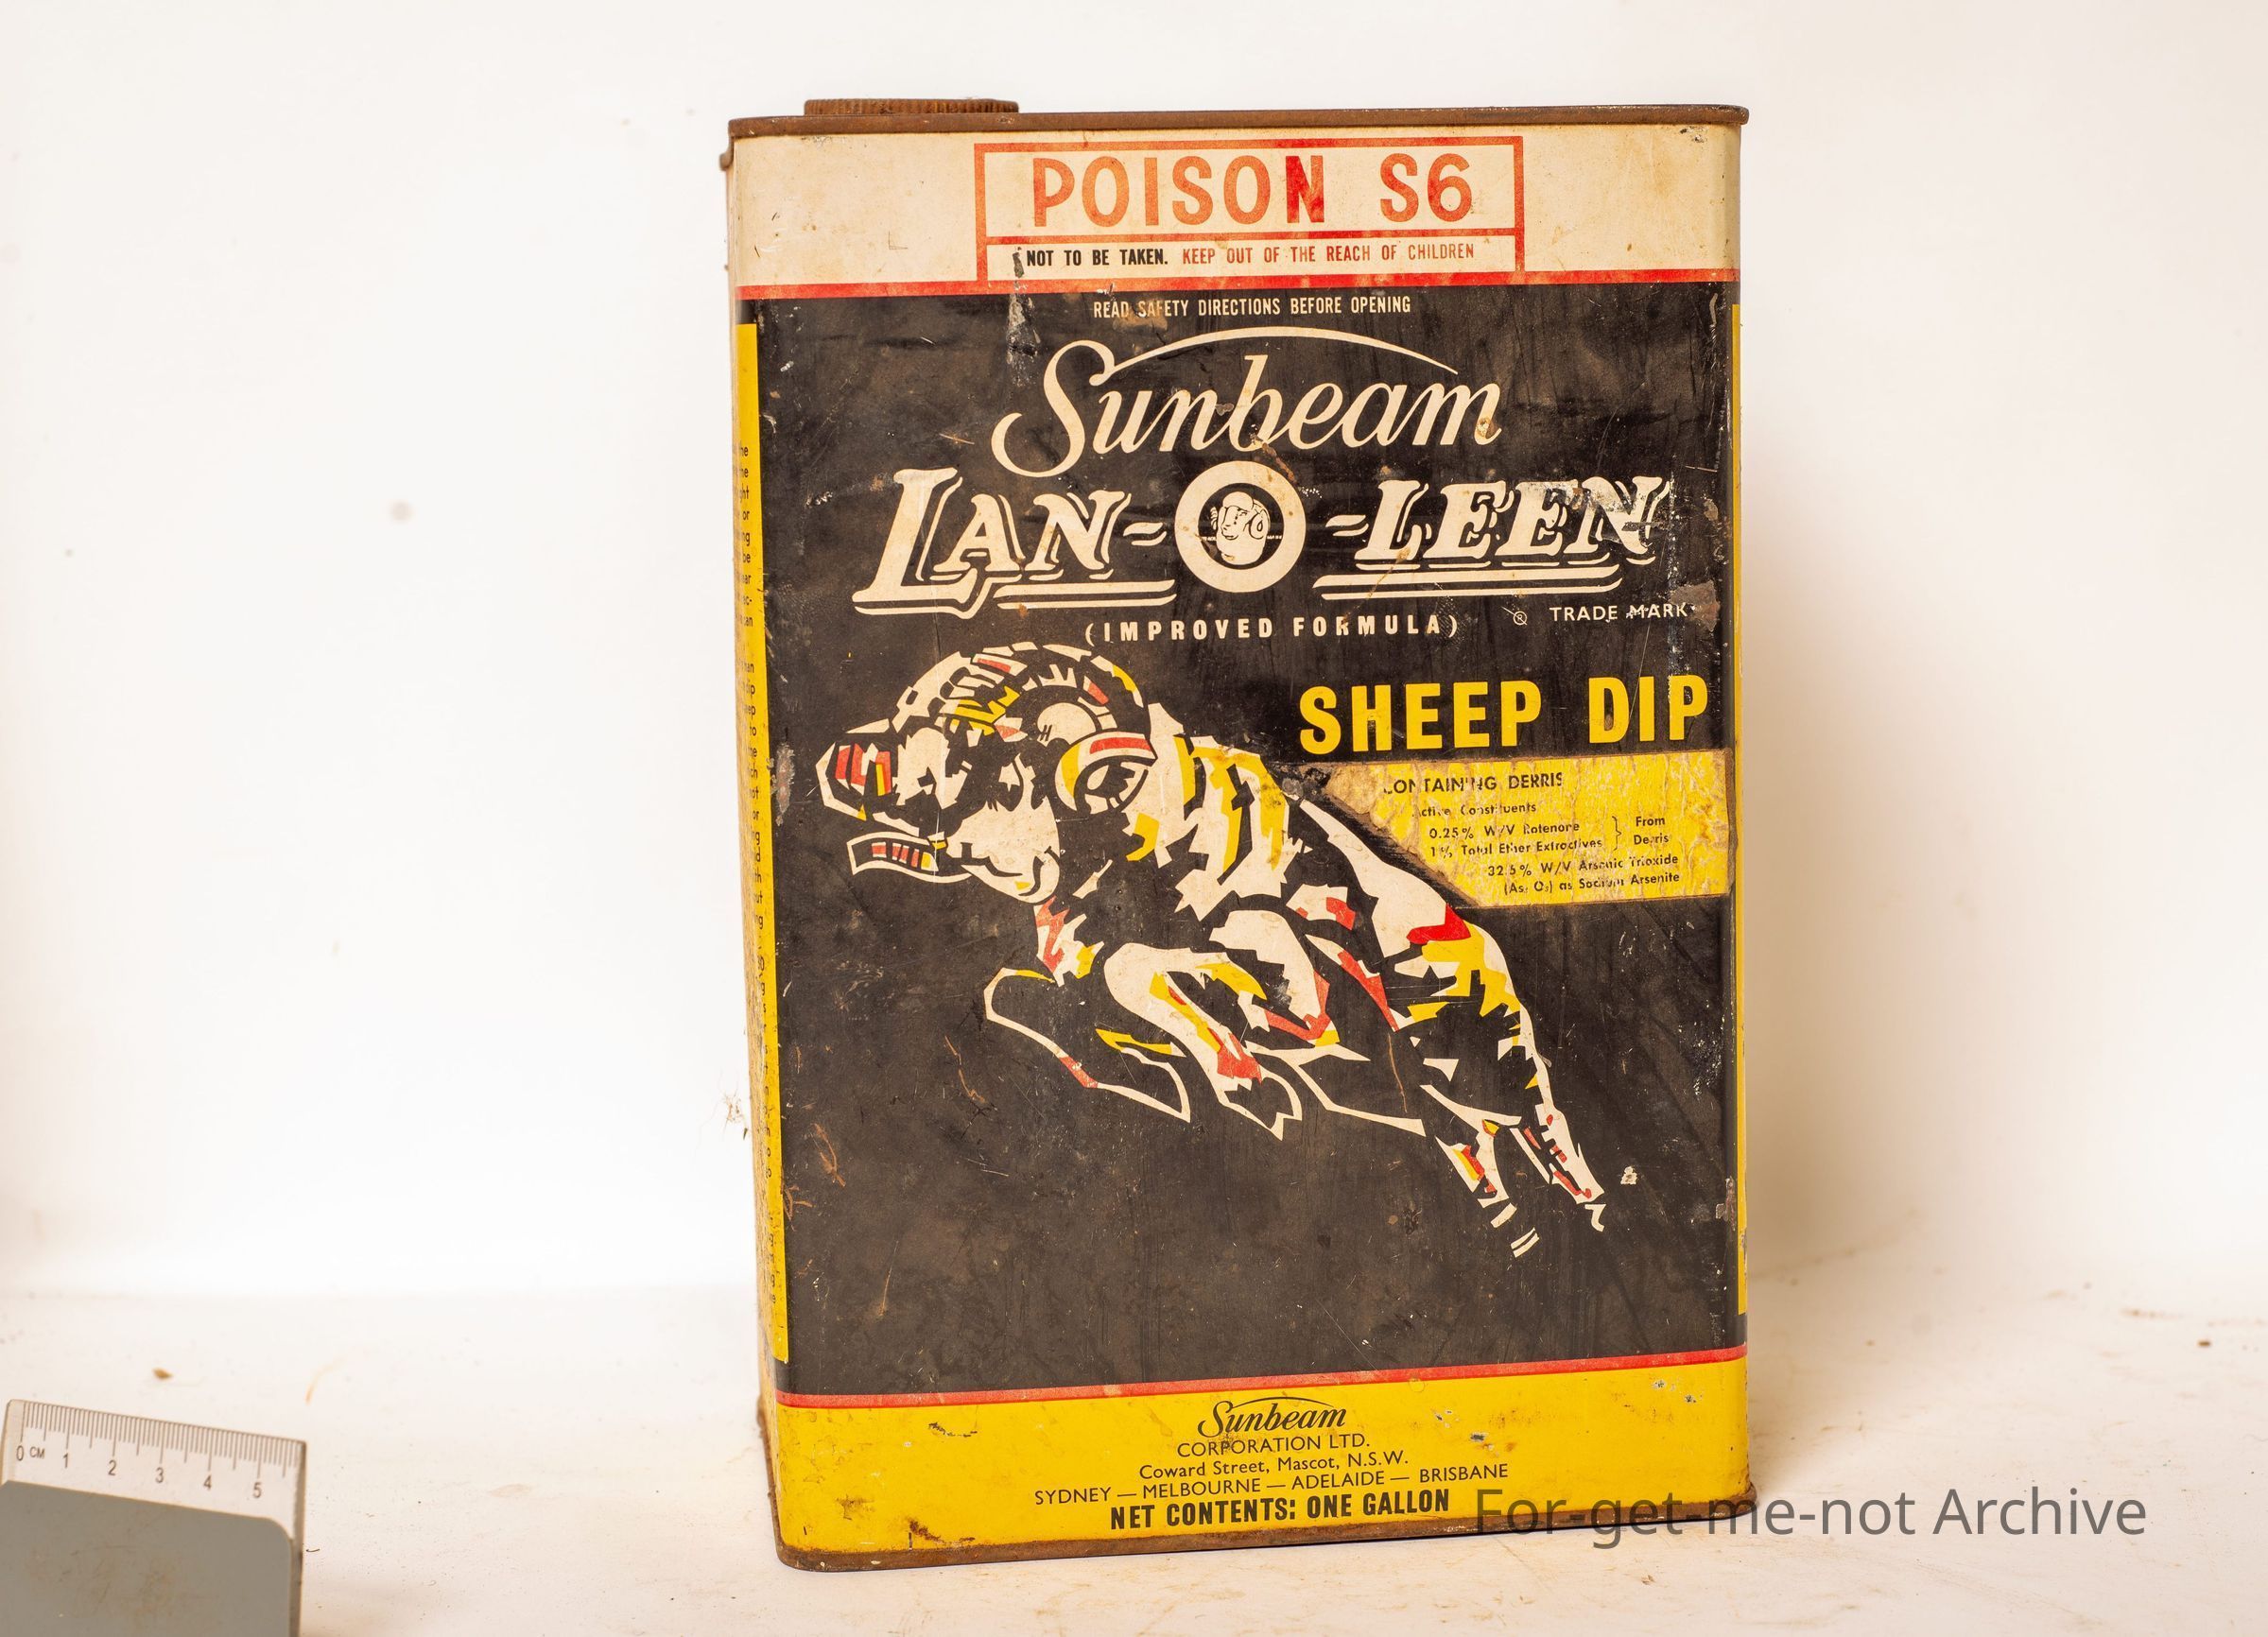 POISON S6
NOT TO BE TAKEN. KEEP OUT OF THE REACH OF CHILDREN
READ SAFETY DIRECTIONS BEFORE OPENING
Sunbeam
LAN-O-LEEN
(IMPROVED FORMULA) ® TRADE MARK
SHEEP DIP
CONTAINING DERRIS
Active Constituents
0.25% W/V Rotenone } From
1% Total Ether Extractives } Derris
32.5% W/V Arsenic Trioxide
(As₂ O₃) as Sodium Arsenite
Sunbeam
CORPORATION LTD.
Coward Street, Mascot, N.S.W.
SYDNEY — MELBOURNE — ADELAIDE — BRISBANE
NET CONTENTS: ONE GALLON
For-get-me-not Archive
0 CM 1 2 3 4 5